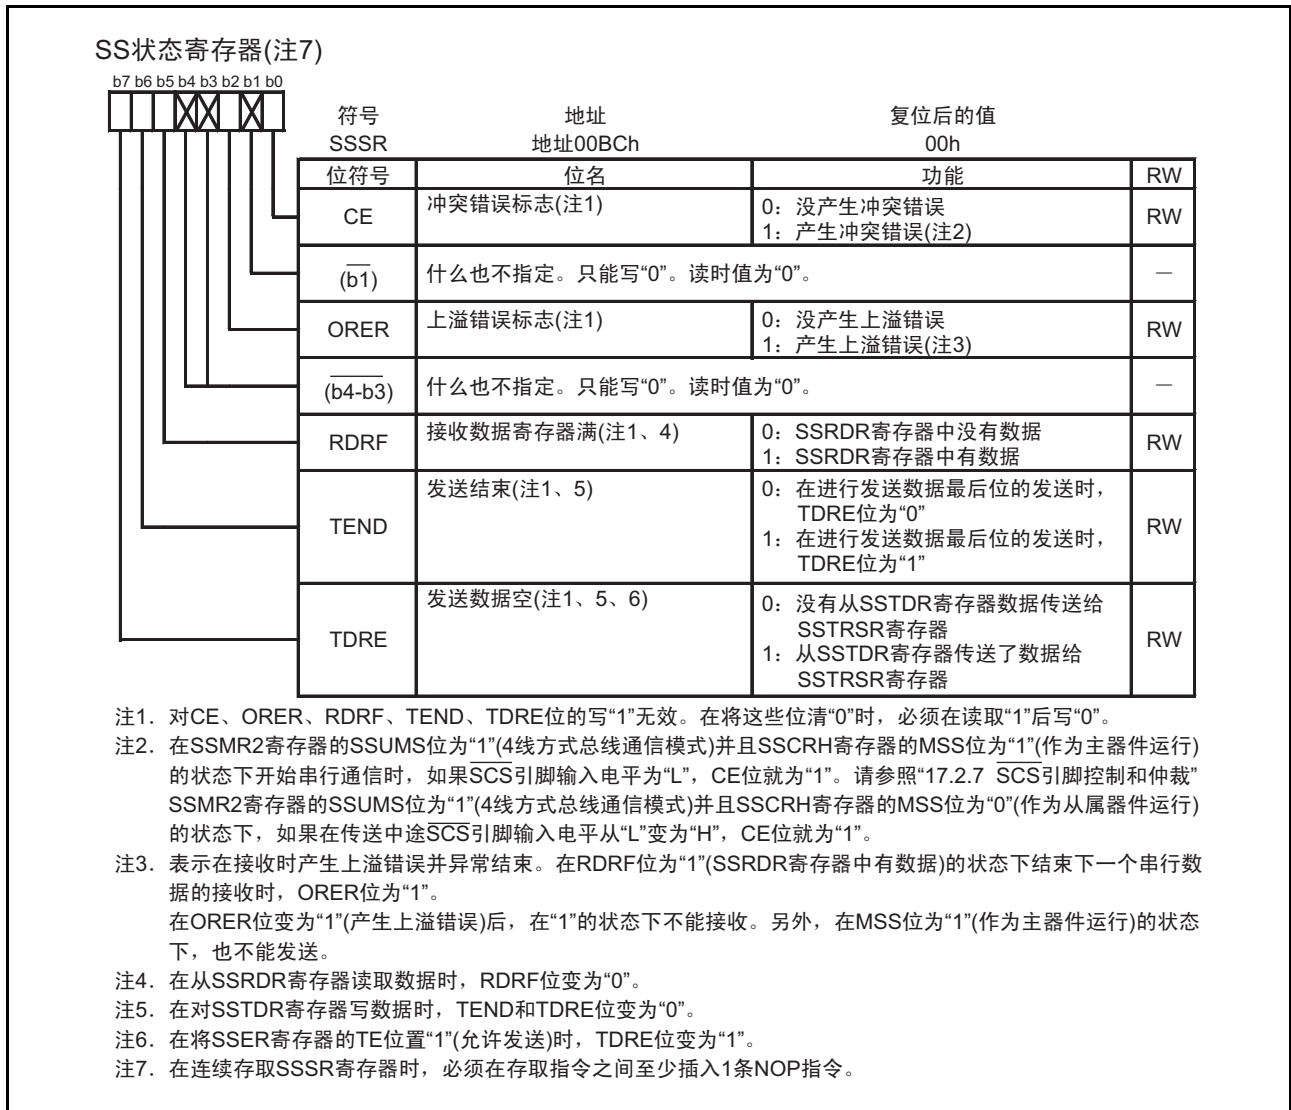 SS状态寄存器(注7)
b7 b6 b5 b4 b3 b2 b1 b0
符号 地址 复位后的值
SSSR 地址00BCh 00h
位符号 位名 功能 RW
CE 冲突错误标志(注1) 0：没产生冲突错误 RW
1：产生冲突错误(注2)
(b1) 什么也不指定。只能写“0”。读时值为“0”。 —
ORER 上溢错误标志(注1) 0：没产生上溢错误 RW
1：产生上溢错误(注3)
(b4-b3) 什么也不指定。只能写“0”。读时值为“0”。 —
RDRF 接收数据寄存器满(注1、4) 0：SSRDR寄存器中没有数据 RW
1：SSRDR寄存器中有数据
TEND 发送结束(注1、5) 0：在进行发送数据最后位的发送时， RW
TDRE位为“0”
1：在进行发送数据最后位的发送时，
TDRE位为“1”
TDRE 发送数据空(注1、5、6) 0：没有从SSTDR寄存器数据传送给 RW
SSTRSR寄存器
1：从SSTDR寄存器传送了数据给
SSTRSR寄存器
注1．对CE、ORER、RDRF、TEND、TDRE位的写“1”无效。在将这些位清“0”时，必须在读取“1”后写“0”。
注2．在SSMR2寄存器的SSUMS位为“1”(4线方式总线通信模式)并且SSCRH寄存器的MSS位为“1”(作为主器件运行)
的状态下开始串行通信时，如果SCS引脚输入电平为“L”，CE位就为“1”。请参照“17.2.7 SCS引脚控制和仲裁”
SSMR2寄存器的SSUMS位为“1”(4线方式总线通信模式)并且SSCRH寄存器的MSS位为“0”(作为从属器件运行)
的状态下，如果在传送中途SCS引脚输入电平从“L”变为“H”，CE位就为“1”。
注3．表示在接收时产生上溢错误并异常结束。在RDRF位为“1”(SSRDR寄存器中有数据)的状态下结束下一个串行数
据的接收时，ORER位为“1”。
在ORER位变为“1”(产生上溢错误)后，在“1”的状态下不能接收。另外，在MSS位为“1”(作为主器件运行)的状态
下，也不能发送。
注4．在从SSRDR寄存器读取数据时，RDRF位变为“0”。
注5．在对SSTDR寄存器写数据时，TEND和TDRE位变为“0”。
注6．在将SSER寄存器的TE位置“1”(允许发送)时，TDRE位变为“1”。
注7．在连续存取SSSR寄存器时，必须在存取指令之间至少插入1条NOP指令。